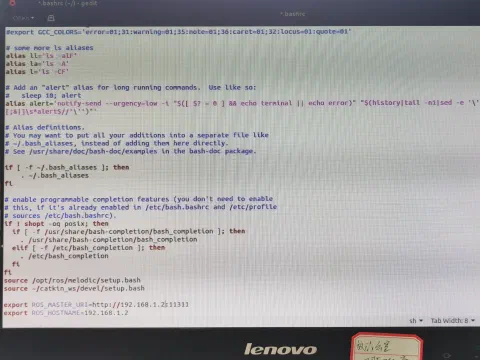 *.bashrc (~/) - gedit
*.bashrc
#export GCC_COLORS='error=01;31:warning=01;35:note=01;36:caret=01;32:locus=01:quote=01'
# some more ls aliases
alias ll='ls -alF'
alias la='ls -A'
alias l='ls -CF'
# Add an "alert" alias for long running commands.  Use like so:
#   sleep 10; alert
alias alert='notify-send --urgency=low -i "$([ $? = 0 ] && echo terminal || echo error)" "$(history|tail -n1|sed -e '\
[;&|]\s*alert$//'\'')"'
# Alias definitions.
# You may want to put all your additions into a separate file like
# ~/.bash_aliases, instead of adding them here directly.
# See /usr/share/doc/bash-doc/examples in the bash-doc package.
if [ -f ~/.bash_aliases ]; then
    . ~/.bash_aliases
fi
# enable programmable completion features (you don't need to enable
# this, if it's already enabled in /etc/bash.bashrc and /etc/profile
# sources /etc/bash.bashrc).
if ! shopt -oq posix; then
  if [ -f /usr/share/bash-completion/bash_completion ]; then
    . /usr/share/bash-completion/bash_completion
  elif [ -f /etc/bash_completion ]; then
    . /etc/bash_completion
  fi
fi
source /opt/ros/melodic/setup.bash
source ~/catkin_ws/devel/setup.bash
export ROS_MASTER_URI=http://192.168.1.2:11311
export ROS_HOSTNAME=192.168.1.2
sh
Tab Width: 8
lenovo